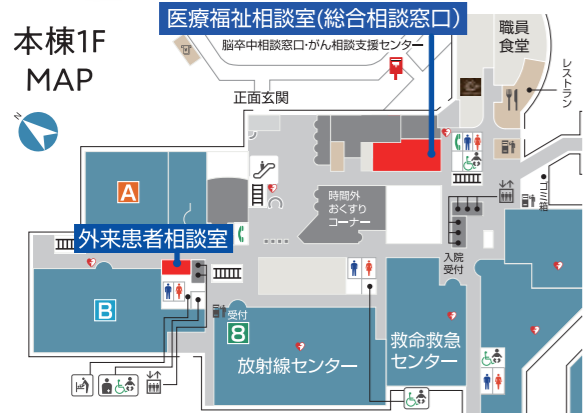 本棟1F
MAP
N
医療福祉相談室(総合相談窓口)
脳卒中相談窓口・がん相談支援センター
職員
食堂
レストラン
正面玄関
A
時間外
おくすり
コーナー
ゴミ箱
外来患者相談室
入院
受付
B
受付
8
放射線センター
救命救急
センター